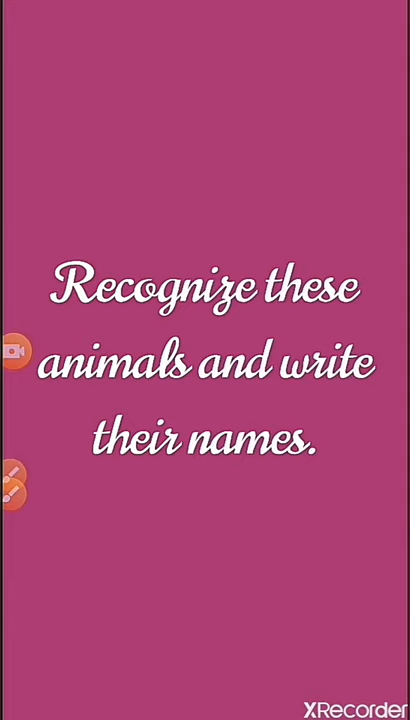 Recognize these
animals and write
their names.
XRecorder